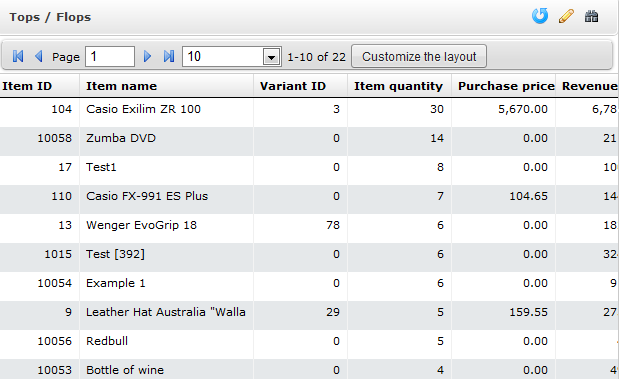 Tops / Flops
Page 1 10 1-10 of 22 Customize the layout
Item ID Item name Variant ID Item quantity Purchase price Revenue
104 Casio Exilim ZR 100 3 30 5,670.00 6,78
10058 Zumba DVD 0 14 0.00 21
17 Test1 0 8 0.00 10
110 Casio FX-991 ES Plus 0 7 104.65 14
13 Wenger EvoGrip 18 78 6 0.00 18
1015 Test [392] 0 6 0.00 32
10054 Example 1 0 6 0.00 9
9 Leather Hat Australia "Walla 29 5 159.55 27
10056 Redbull 0 5 0.00
10053 Bottle of wine 0 4 0.00 4